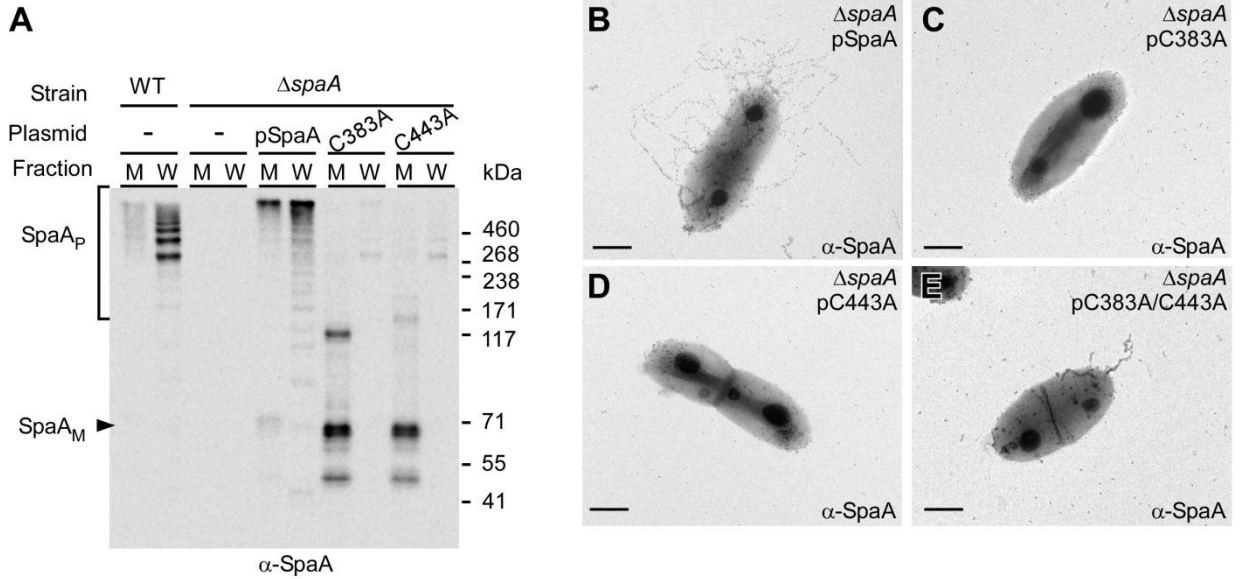 A
Strain WT ΔspaA
Plasmid - - pSpaA C383A C443A
Fraction M W M W M W M W M W kDa
SpaAP
460
268
238
171
117
SpaAM
71
55
41
α-SpaA
B
ΔspaA
pSpaA
α-SpaA
C
ΔspaA
pC383A
α-SpaA
D
ΔspaA
pC443A
α-SpaA
E
ΔspaA
pC383A/C443A
α-SpaA